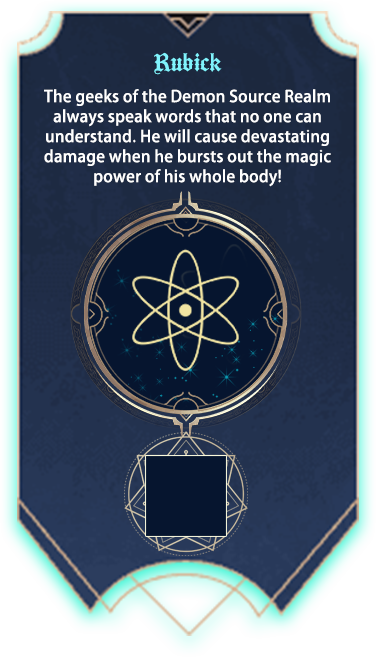 Rubick
The geeks of the Demon Source Realm
always speak words that no one can
understand. He will cause devastating
damage when he bursts out the magic
power of his whole body!